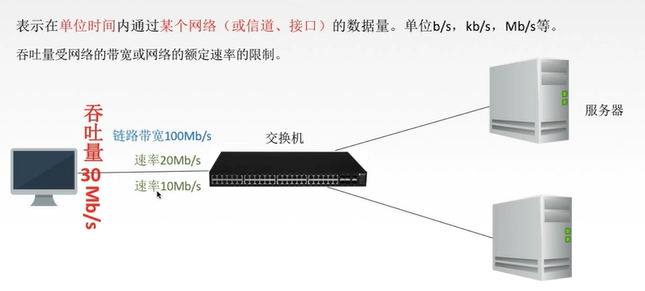 表示在单位时间内通过某个网络（或信道、接口）的数据量。单位b/s，kb/s，Mb/s等。
吞吐量受网络的带宽或网络的额定速率的限制。
吞吐量30Mb/s
链路带宽100Mb/s
速率20Mb/s
速率10Mb/s
交换机
服务器